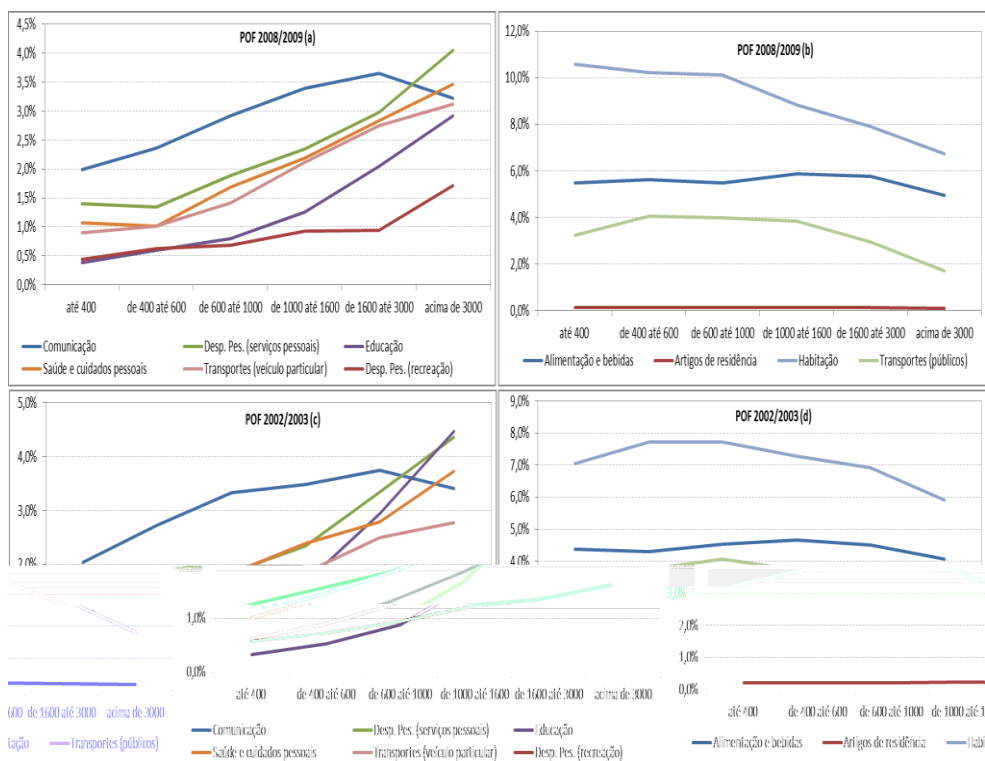 POF 2008/2009 (a)
4,5%
4,0%
3,5%
3,0%
2,5%
2,0%
1,5%
1,0%
0,5%
0,0%
até 400 de 400 até 600 de 600 até 1000 de 1000 até 1600 de 1600 até 3000 acima de 3000
Comunicação Desp. Pes. (serviços pessoais) Educação
Saúde e cuidados pessoais Transportes (veículo particular) Desp. Pes. (recreação)
POF 2008/2009 (b)
12,0%
10,0%
8,0%
6,0%
4,0%
2,0%
0,0%
até 400 de 400 até 600 de 600 até 1000 de 1000 até 1600 de 1600 até 3000 acima de 3000
Alimentação e bebidas Artigos de residência Habitação Transportes (públicos)
POF 2002/2003 (c)
5,0%
4,0%
3,0%
2,0%
1,0%
0,0%
até 400 de 400 até 600 de 600 até 1000 de 1000 até 1600 de 1600 até 3000 acima de 3000
Comunicação Desp. Pes. (serviços pessoais) Educação
Saúde e cuidados pessoais Transportes (veículo particular) Desp. Pes. (recreação)
600 de 1600 até 3000 acima de 3000
tação Transportes (públicos)
POF 2002/2003 (d)
9,0%
8,0%
7,0%
6,0%
5,0%
4,0%
3,0%
2,0%
1,0%
0,0%
até 400 de 400 até 600 de 600 até 1000 de 1000 até 1
Alimentação e bebidas Artigos de residência Habi